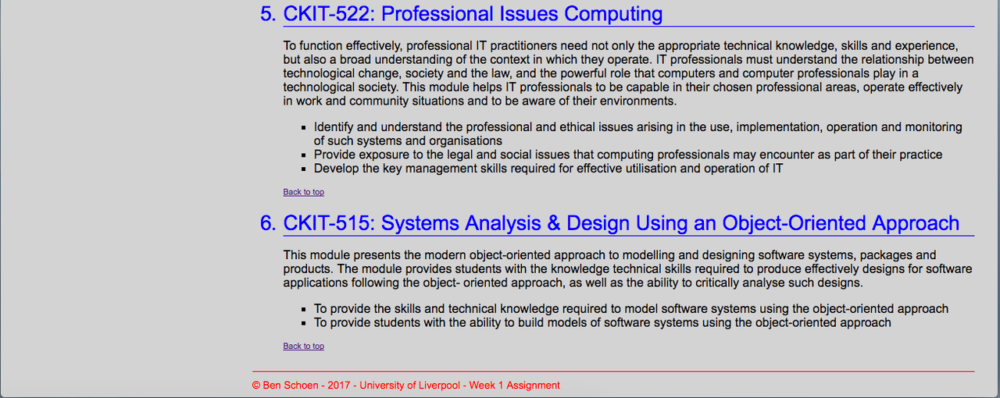 5. CKIT-522: Professional Issues Computing
To function effectively, professional IT practitioners need not only the appropriate technical knowledge, skills and experience,
but also a broad understanding of the context in which they operate. IT professionals must understand the relationship between
technological change, society and the law, and the powerful role that computers and computer professionals play in a
technological society. This module helps IT professionals to be capable in their chosen professional areas, operate effectively
in work and community situations and to be aware of their environments.
▪ Identify and understand the professional and ethical issues arising in the use, implementation, operation and monitoring
of such systems and organisations
▪ Provide exposure to the legal and social issues that computing professionals may encounter as part of their practice
▪ Develop the key management skills required for effective utilisation and operation of IT
Back to top
6. CKIT-515: Systems Analysis & Design Using an Object-Oriented Approach
This module presents the modern object-oriented approach to modelling and designing software systems, packages and
products. The module provides students with the knowledge technical skills required to produce effectively designs for software
applications following the object- oriented approach, as well as the ability to critically analyse such designs.
▪ To provide the skills and technical knowledge required to model software systems using the object-oriented approach
▪ To provide students with the ability to build models of software systems using the object-oriented approach
Back to top
© Ben Schoen - 2017 - University of Liverpool - Week 1 Assignment